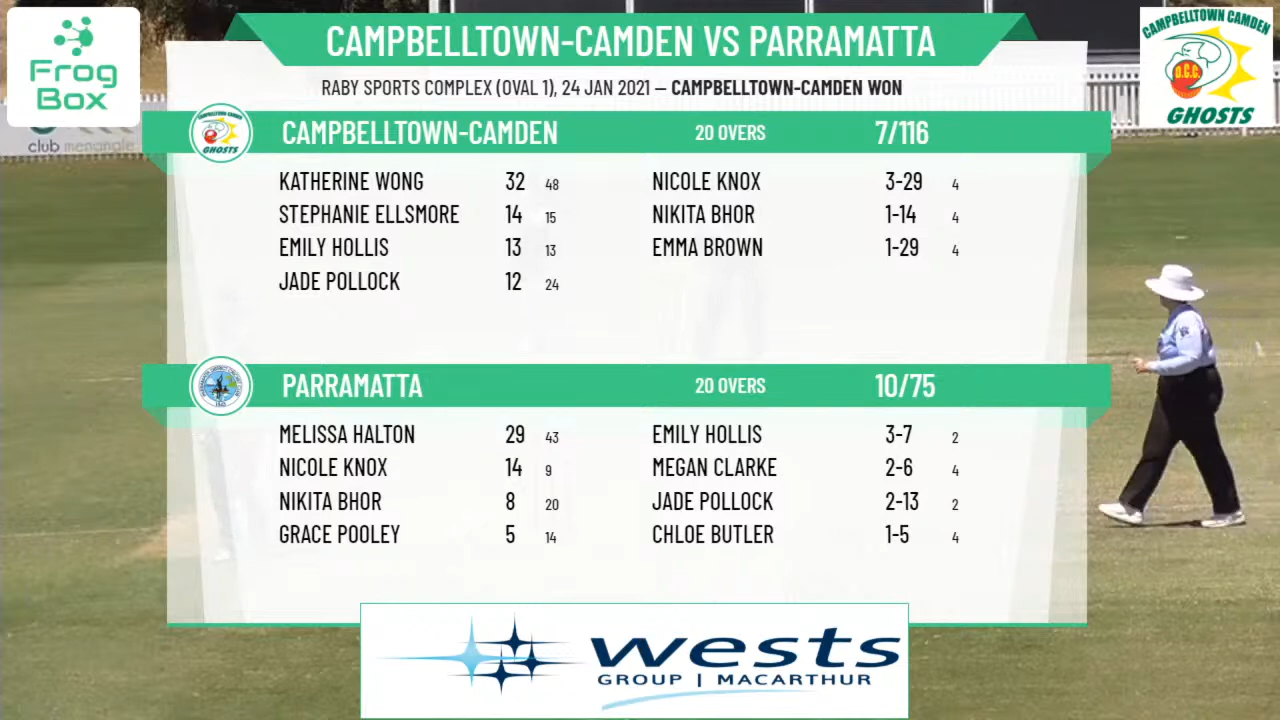 Frog
Box
club menangle
CAMPBELLTOWN-CAMDEN VS PARRAMATTA
CAMPBELLTOWN CAMDEN
O.C.C.
GHOSTS
RABY SPORTS COMPLEX (OVAL 1), 24 JAN 2021 – CAMPBELLTOWN-CAMDEN WON
CAMPBELLTOWN CAMDEN
GHOSTS
CAMPBELLTOWN-CAMDEN 20 OVERS 7/116
KATHERINE WONG 32 48 NICOLE KNOX 3-29 4
STEPHANIE ELLSMORE 14 15 NIKITA BHOR 1-14 4
EMILY HOLLIS 13 13 EMMA BROWN 1-29 4
JADE POLLOCK 12 24
PARRAMATTA 20 OVERS 10/75
MELISSA HALTON 29 43 EMILY HOLLIS 3-7 2
NICOLE KNOX 14 9 MEGAN CLARKE 2-6 4
NIKITA BHOR 8 20 JADE POLLOCK 2-13 2
GRACE POOLEY 5 14 CHLOE BUTLER 1-5 4
wests
GROUP | MACARTHUR